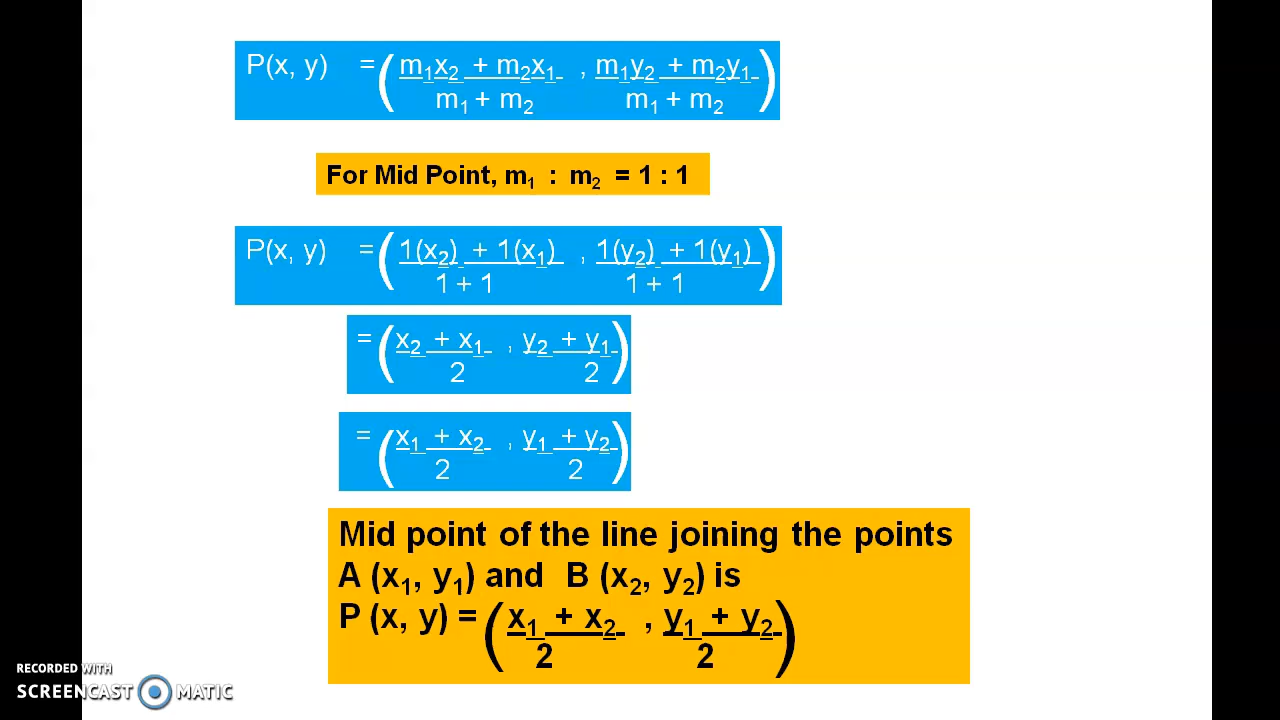 P(x, y) = ( m₁x₂ + m₂x₁ , m₁y₂ + m₂y₁ )
m₁ + m₂ m₁ + m₂
For Mid Point, m₁ : m₂ = 1 : 1
P(x, y) = ( 1(x₂) + 1(x₁) , 1(y₂) + 1(y₁) )
1 + 1 1 + 1
= ( x₂ + x₁ , y₂ + y₁ )
2 2
= ( x₁ + x₂ , y₁ + y₂ )
2 2
Mid point of the line joining the points
A (x₁, y₁) and B (x₂, y₂) is
P (x, y) = ( x₁ + x₂ , y₁ + y₂ )
2 2
RECORDED WITH
SCREENCAST MATIC